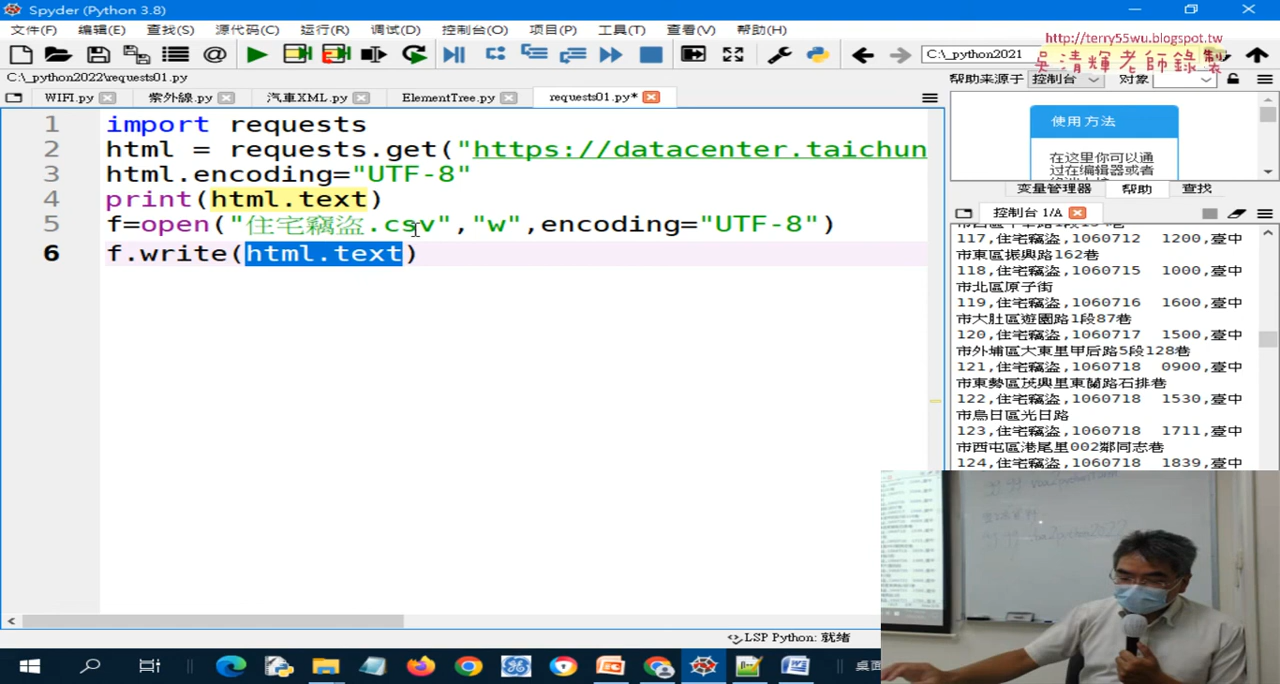 Spyder (Python 3.8)
文件(F) 编辑(E) 查找(S) 源代码(C) 运行(R) 调试(D) 控制台(O) 项目(P) 工具(T) 查看(V) 帮助(H)
http://terry55wu.blogspot.tw
吳清輝老師錄製
C:\_python2021
C:\_python2022\requests01.py
帮助来源于 控制台 对象
WIFI.py 紫外線.py 汽車XML.py ElementTree.py requests01.py*
1 import requests
2 html = requests.get("https://datacenter.taichun
3 html.encoding="UTF-8"
4 print(html.text)
5 f=open("住宅竊盜.csv","w",encoding="UTF-8")
6 f.write(html.text)
使用方法
在这里你可以通
过在编辑器或者
变量管理器 帮助 查找
控制台 1/A
117,住宅竊盜,1060712 1200,臺中
市東區振興路162巷
118,住宅竊盜,1060715 1000,臺中
市北區原子街
119,住宅竊盜,1060716 1600,臺中
市大肚區遊園路1段87巷
120,住宅竊盜,1060717 1500,臺中
市外埔區大東里甲后路5段128巷
121,住宅竊盜,1060718 0900,臺中
市東勢區茂興里東蘭路石排巷
122,住宅竊盜,1060718 1530,臺中
市烏日區光日路
123,住宅竊盜,1060718 1711,臺中
市西屯區港尾里002鄰同志巷
124,住宅竊盜,1060718 1839,臺中
LSP Python: 就绪
桌面